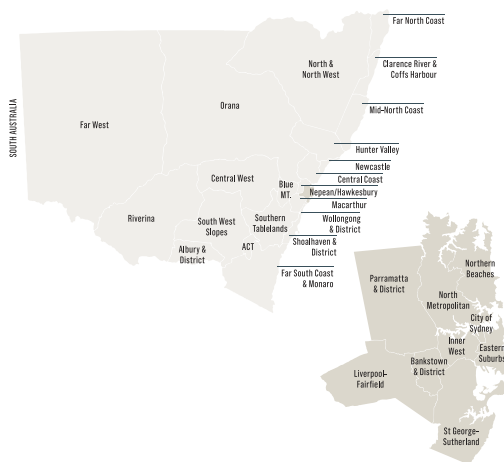 Far North Coast
North &
North West
Clarence River &
Coffs Harbour
Orana
Mid-North Coast
SOUTH AUSTRALIA
Far West
Hunter Valley
Newcastle
Central West
Central Coast
Blue
MT.
Nepean/Hawkesbury
Macarthur
Riverina
South West
Slopes
Southern
Tablelands
Wollongong
& District
Albury &
District
ACT
Shoalhaven &
District
Far South Coast
& Monaro
Northern
Beaches
Parramatta
& District
North
Metropolitan
City of
Sydney
Inner
West
Eastern
Suburbs
Bankstown
& District
Liverpool–
Fairfield
St George–
Sutherland